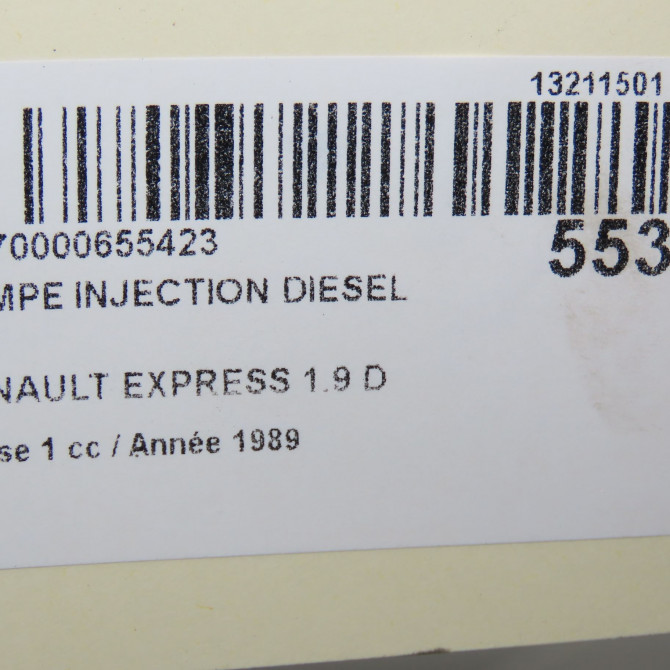 13211501
70000655423
553
MPE INJECTION DIESEL
NAULT EXPRESS 1.9 D
se 1 cc / Année 1989